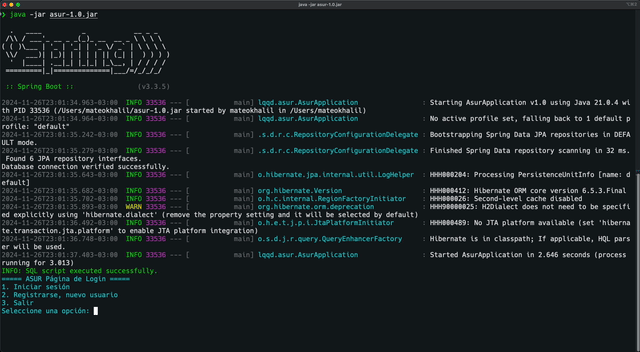 java -jar asur-1.0.jar
java -jar asur-1.0.jar
:: Spring Boot :: (v3.3.5)
2024-11-26T23:01:34.963-03:00 INFO 33536 --- [ main] lqqd.asur.AsurApplication : Starting AsurApplication v1.0 using Java 21.0.4 wi
th PID 33536 (/Users/mateokhalil/asur-1.0.jar started by mateokhalil in /Users/mateokhalil)
2024-11-26T23:01:34.964-03:00 INFO 33536 --- [ main] lqqd.asur.AsurApplication : No active profile set, falling back to 1 default p
rofile: "default"
2024-11-26T23:01:35.242-03:00 INFO 33536 --- [ main] .s.d.r.c.RepositoryConfigurationDelegate : Bootstrapping Spring Data JPA repositories in DEFA
ULT mode.
2024-11-26T23:01:35.279-03:00 INFO 33536 --- [ main] .s.d.r.c.RepositoryConfigurationDelegate : Finished Spring Data repository scanning in 32 ms.
Found 6 JPA repository interfaces.
Database connection verified successfully.
2024-11-26T23:01:35.643-03:00 INFO 33536 --- [ main] o.hibernate.jpa.internal.util.LogHelper : HHH000204: Processing PersistenceUnitInfo [name: d
efault]
2024-11-26T23:01:35.682-03:00 INFO 33536 --- [ main] org.hibernate.Version : HHH000412: Hibernate ORM core version 6.5.3.Final
2024-11-26T23:01:35.702-03:00 INFO 33536 --- [ main] o.h.c.internal.RegionFactoryInitiator : HHH000026: Second-level cache disabled
2024-11-26T23:01:35.893-03:00 WARN 33536 --- [ main] org.hibernate.orm.deprecation : HHH90000025: H2Dialect does not need to be specifi
ed explicitly using 'hibernate.dialect' (remove the property setting and it will be selected by default)
2024-11-26T23:01:36.492-03:00 INFO 33536 --- [ main] o.h.e.t.j.p.i.JtaPlatformInitiator : HHH000489: No JTA platform available (set 'hiberna
te.transaction.jta.platform' to enable JTA platform integration)
2024-11-26T23:01:36.748-03:00 INFO 33536 --- [ main] o.s.d.j.r.query.QueryEnhancerFactory : Hibernate is in classpath; If applicable, HQL pars
er will be used.
2024-11-26T23:01:37.483-03:00 INFO 33536 --- [ main] lqqd.asur.AsurApplication : Started AsurApplication in 2.646 seconds (process
running for 3.013)
INFO: SQL script executed successfully.
===== ASUR Página de Login =====
1. Iniciar sesión
2. Registrarse, nuevo usuario
3. Salir
Seleccione una opción: